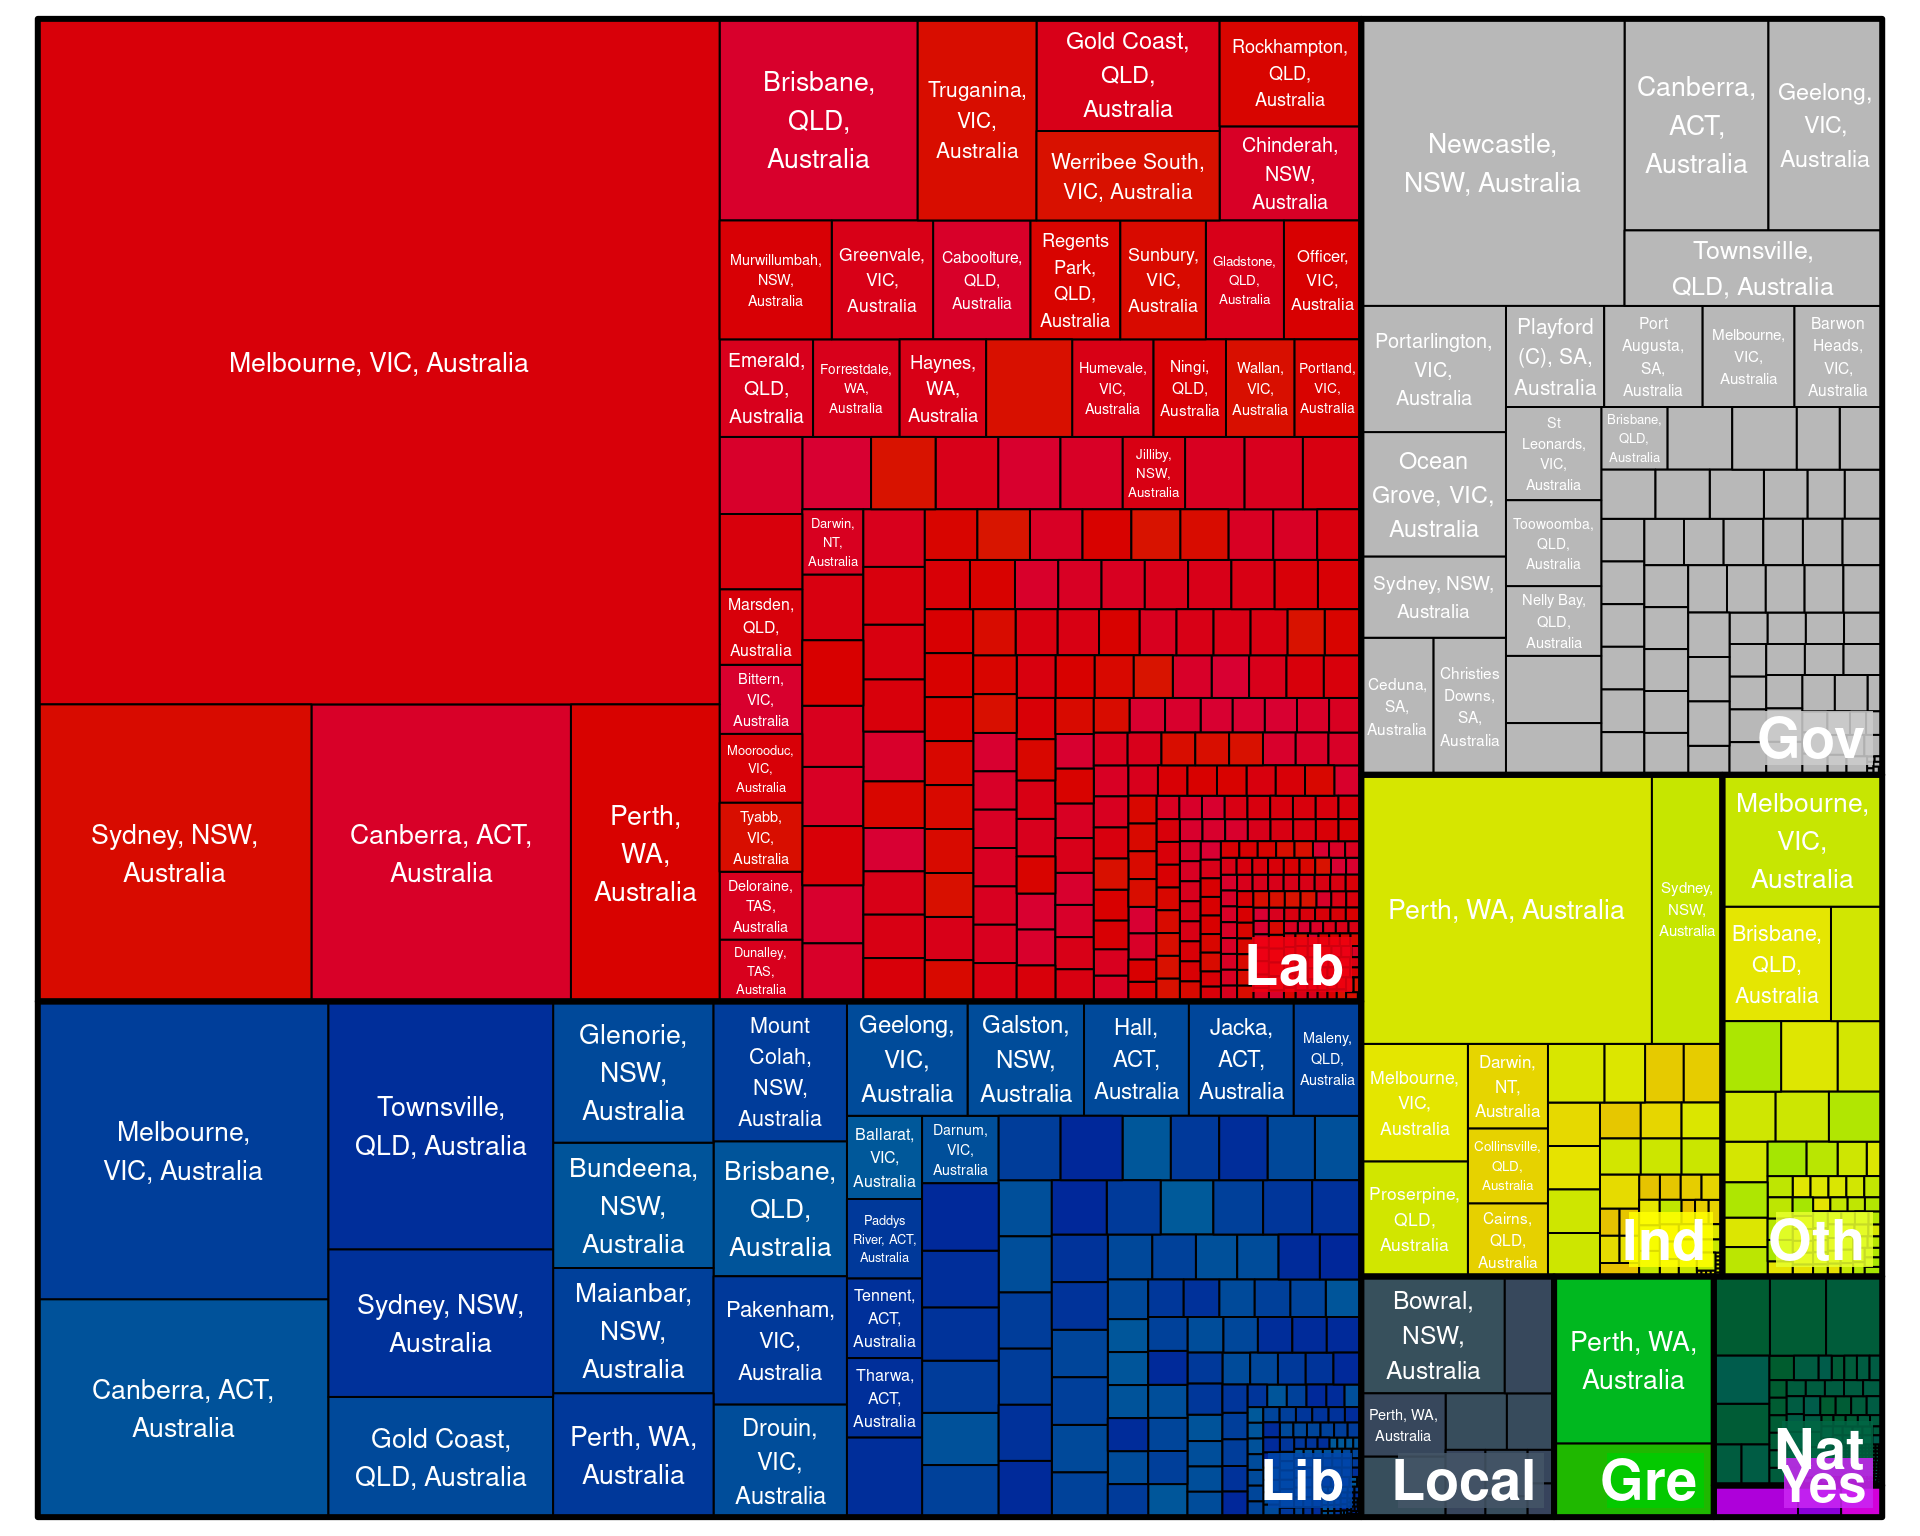 Melbourne, VIC, Australia
Sydney, NSW,
Australia
Canberra, ACT,
Australia
Perth,
WA,
Australia
Brisbane,
QLD,
Australia
Truganina,
VIC,
Australia
Gold Coast,
QLD,
Australia
Werribee South,
VIC, Australia
Rockhampton,
QLD,
Australia
Chinderah,
NSW,
Australia
Murwillumbah,
NSW,
Australia
Greenvale,
VIC,
Australia
Caboolture,
QLD,
Australia
Regents
Park,
QLD,
Australia
Sunbury,
VIC,
Australia
Gladstone,
QLD,
Australia
Officer,
VIC,
Australia
Emerald,
QLD,
Australia
Forrestdale,
WA,
Australia
Haynes,
WA,
Australia
Humevale,
VIC,
Australia
Ningi,
QLD,
Australia
Wallan,
VIC,
Australia
Portland,
VIC,
Australia
Jilliby,
NSW,
Australia
Darwin,
NT,
Australia
Marsden,
QLD,
Australia
Bittern,
VIC,
Australia
Moorooduc,
VIC,
Australia
Tyabb,
VIC,
Australia
Deloraine,
TAS,
Australia
Dunalley,
TAS,
Australia
Lab
Newcastle,
NSW, Australia
Canberra,
ACT,
Australia
Geelong,
VIC,
Australia
Townsville,
QLD, Australia
Portarlington,
VIC,
Australia
Playford
(C), SA,
Australia
Port
Augusta,
SA,
Australia
Melbourne,
VIC,
Australia
Barwon
Heads,
VIC,
Australia
Ocean
Grove, VIC,
Australia
St
Leonards,
VIC,
Australia
Brisbane,
QLD,
Australia
Toowoomba,
QLD,
Australia
Sydney, NSW,
Australia
Nelly Bay,
QLD,
Australia
Ceduna,
SA,
Australia
Christies
Downs,
SA,
Australia
Gov
Perth, WA, Australia
Sydney,
NSW,
Australia
Melbourne,
VIC,
Australia
Darwin,
NT,
Australia
Collinsville,
QLD,
Australia
Proserpine,
QLD,
Australia
Cairns,
QLD,
Australia
Ind
Melbourne,
VIC,
Australia
Brisbane,
QLD,
Australia
Oth
Melbourne,
VIC, Australia
Canberra, ACT,
Australia
Townsville,
QLD, Australia
Sydney, NSW,
Australia
Gold Coast,
QLD, Australia
Glenorie,
NSW,
Australia
Bundeena,
NSW,
Australia
Maianbar,
NSW,
Australia
Perth, WA,
Australia
Mount
Colah,
NSW,
Australia
Brisbane,
QLD,
Australia
Pakenham,
VIC,
Australia
Drouin,
VIC,
Australia
Geelong,
VIC,
Australia
Galston,
NSW,
Australia
Hall,
ACT,
Australia
Jacka,
ACT,
Australia
Maleny,
QLD,
Australia
Ballarat,
VIC,
Australia
Darnum,
VIC,
Australia
Paddys
River, ACT,
Australia
Tennent,
ACT,
Australia
Tharwa,
ACT,
Australia
Lib
Bowral,
NSW,
Australia
Perth, WA,
Australia
Local
Perth, WA,
Australia
Gre
Nat
Yes